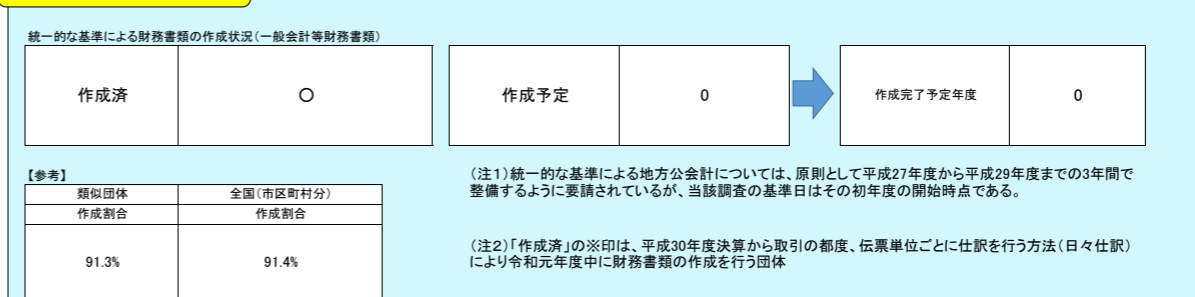 統一的な基準による財務書類の作成状況（一般会計等財務書類）
作成済 〇 作成予定 0 作成完了予定年度 0
【参考】
類似団体 全国（市区町村分）
作成割合 作成割合
91.3% 91.4%
（注１）統一的な基準による地方公会計については、原則として平成27年度から平成29年度までの3年間で
整備するように要請されているが、当該調査の基準日はその初年度の開始時点である。
（注２）「作成済」の※印は、平成30年度決算から取引の都度、伝票単位ごとに仕訳を行う方法（日々仕訳）
により令和元年度中に財務書類の作成を行う団体